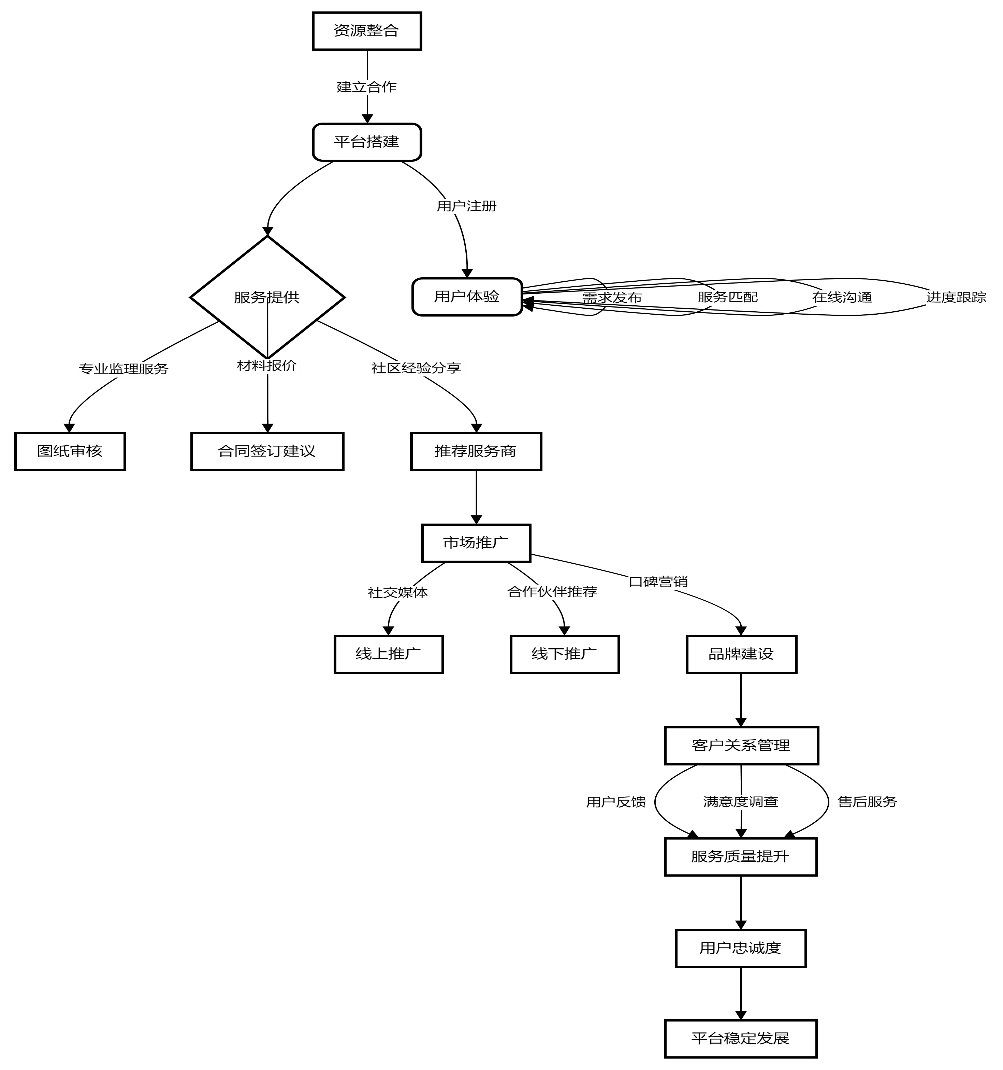 资源整合
建立合作
平台搭建
用户注册
服务提供
用户体验
需求发布
服务匹配
在线沟通
进度跟踪
专业监理服务
材料报价
社区经验分享
图纸审核
合同签订建议
推荐服务商
市场推广
社交媒体
合作伙伴推荐
口碑营销
线上推广
线下推广
品牌建设
客户关系管理
用户反馈
满意度调查
售后服务
服务质量提升
用户忠诚度
平台稳定发展